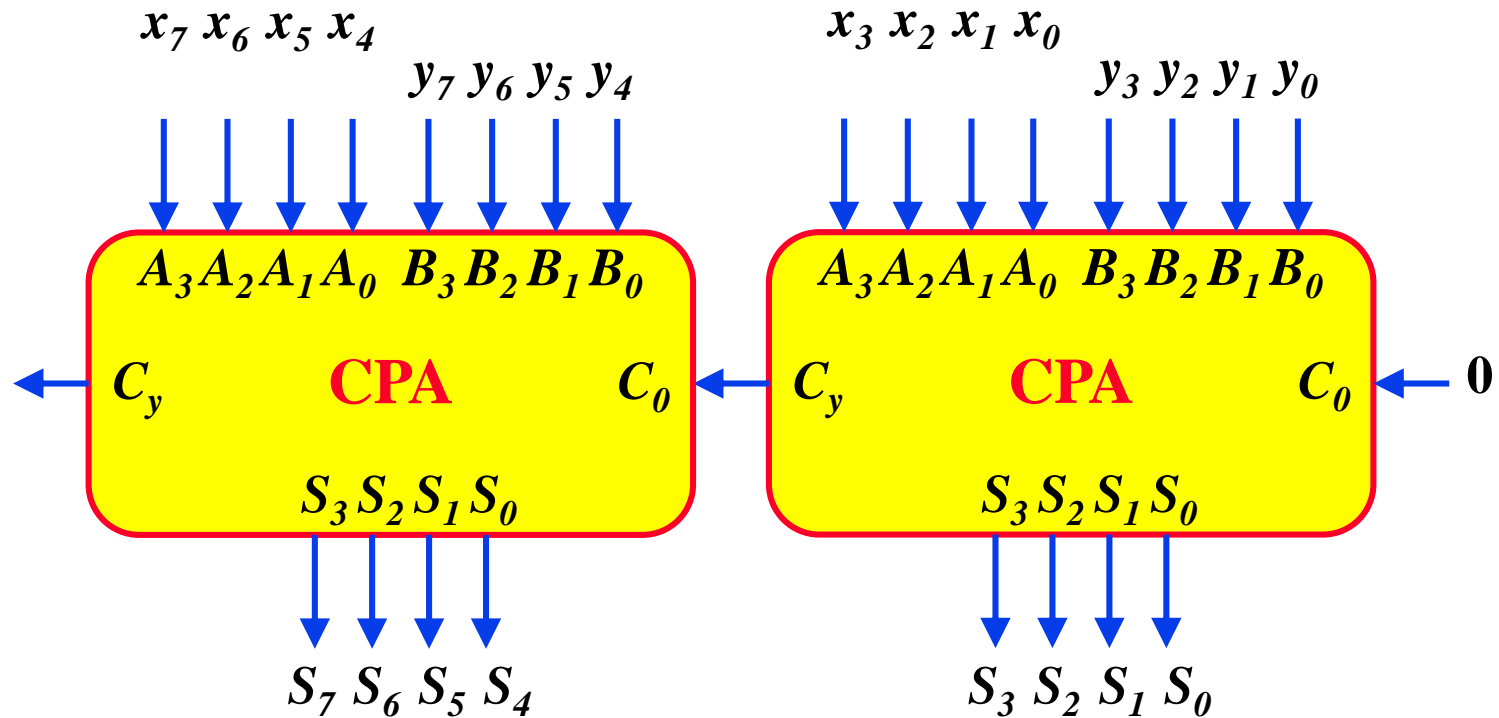 x₇ x₆ x₅ x₄ x₃ x₂ x₁ x₀
y₇ y₆ y₅ y₄ y₃ y₂ y₁ y₀
A₃ A₂ A₁ A₀ B₃ B₂ B₁ B₀ A₃ A₂ A₁ A₀ B₃ B₂ B₁ B₀
C_y CPA C₀ C_y CPA C₀ 0
S₃ S₂ S₁ S₀ S₃ S₂ S₁ S₀
S₇ S₆ S₅ S₄ S₃ S₂ S₁ S₀